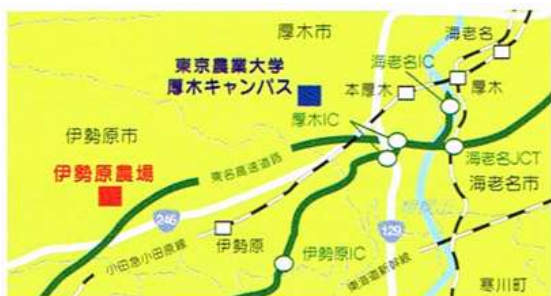 厚木市
海老名
海老名IC
東京農業大学
厚木キャンパス
本厚木
厚木
厚木IC
伊勢原市
東名高速道路
海老名JCT
伊勢原農場
海老名市
246
伊勢原
129
小田急小田原線
伊勢原IC
東海道新幹線
寒川町